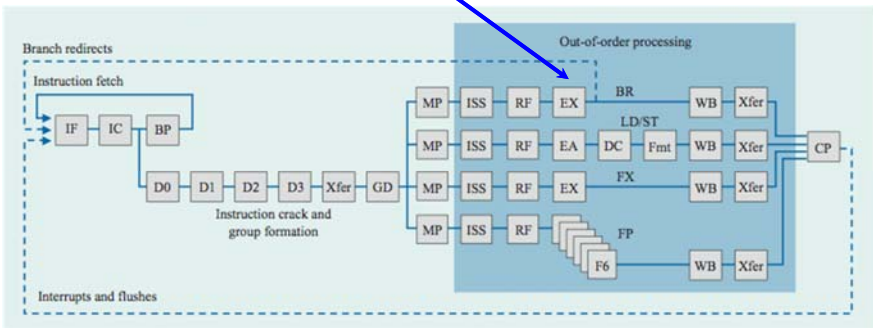 Out-of-order processing
Branch redirects
Instruction fetch
IF IC BP
MP ISS RF EX BR WB Xfer
LD/ST
MP ISS RF EA DC Fmt WB Xfer CP
D0 D1 D2 D3 Xfer GD MP ISS RF EX FX WB Xfer
Instruction crack and
group formation
MP ISS RF FP
F6 WB Xfer
Interrupts and flushes